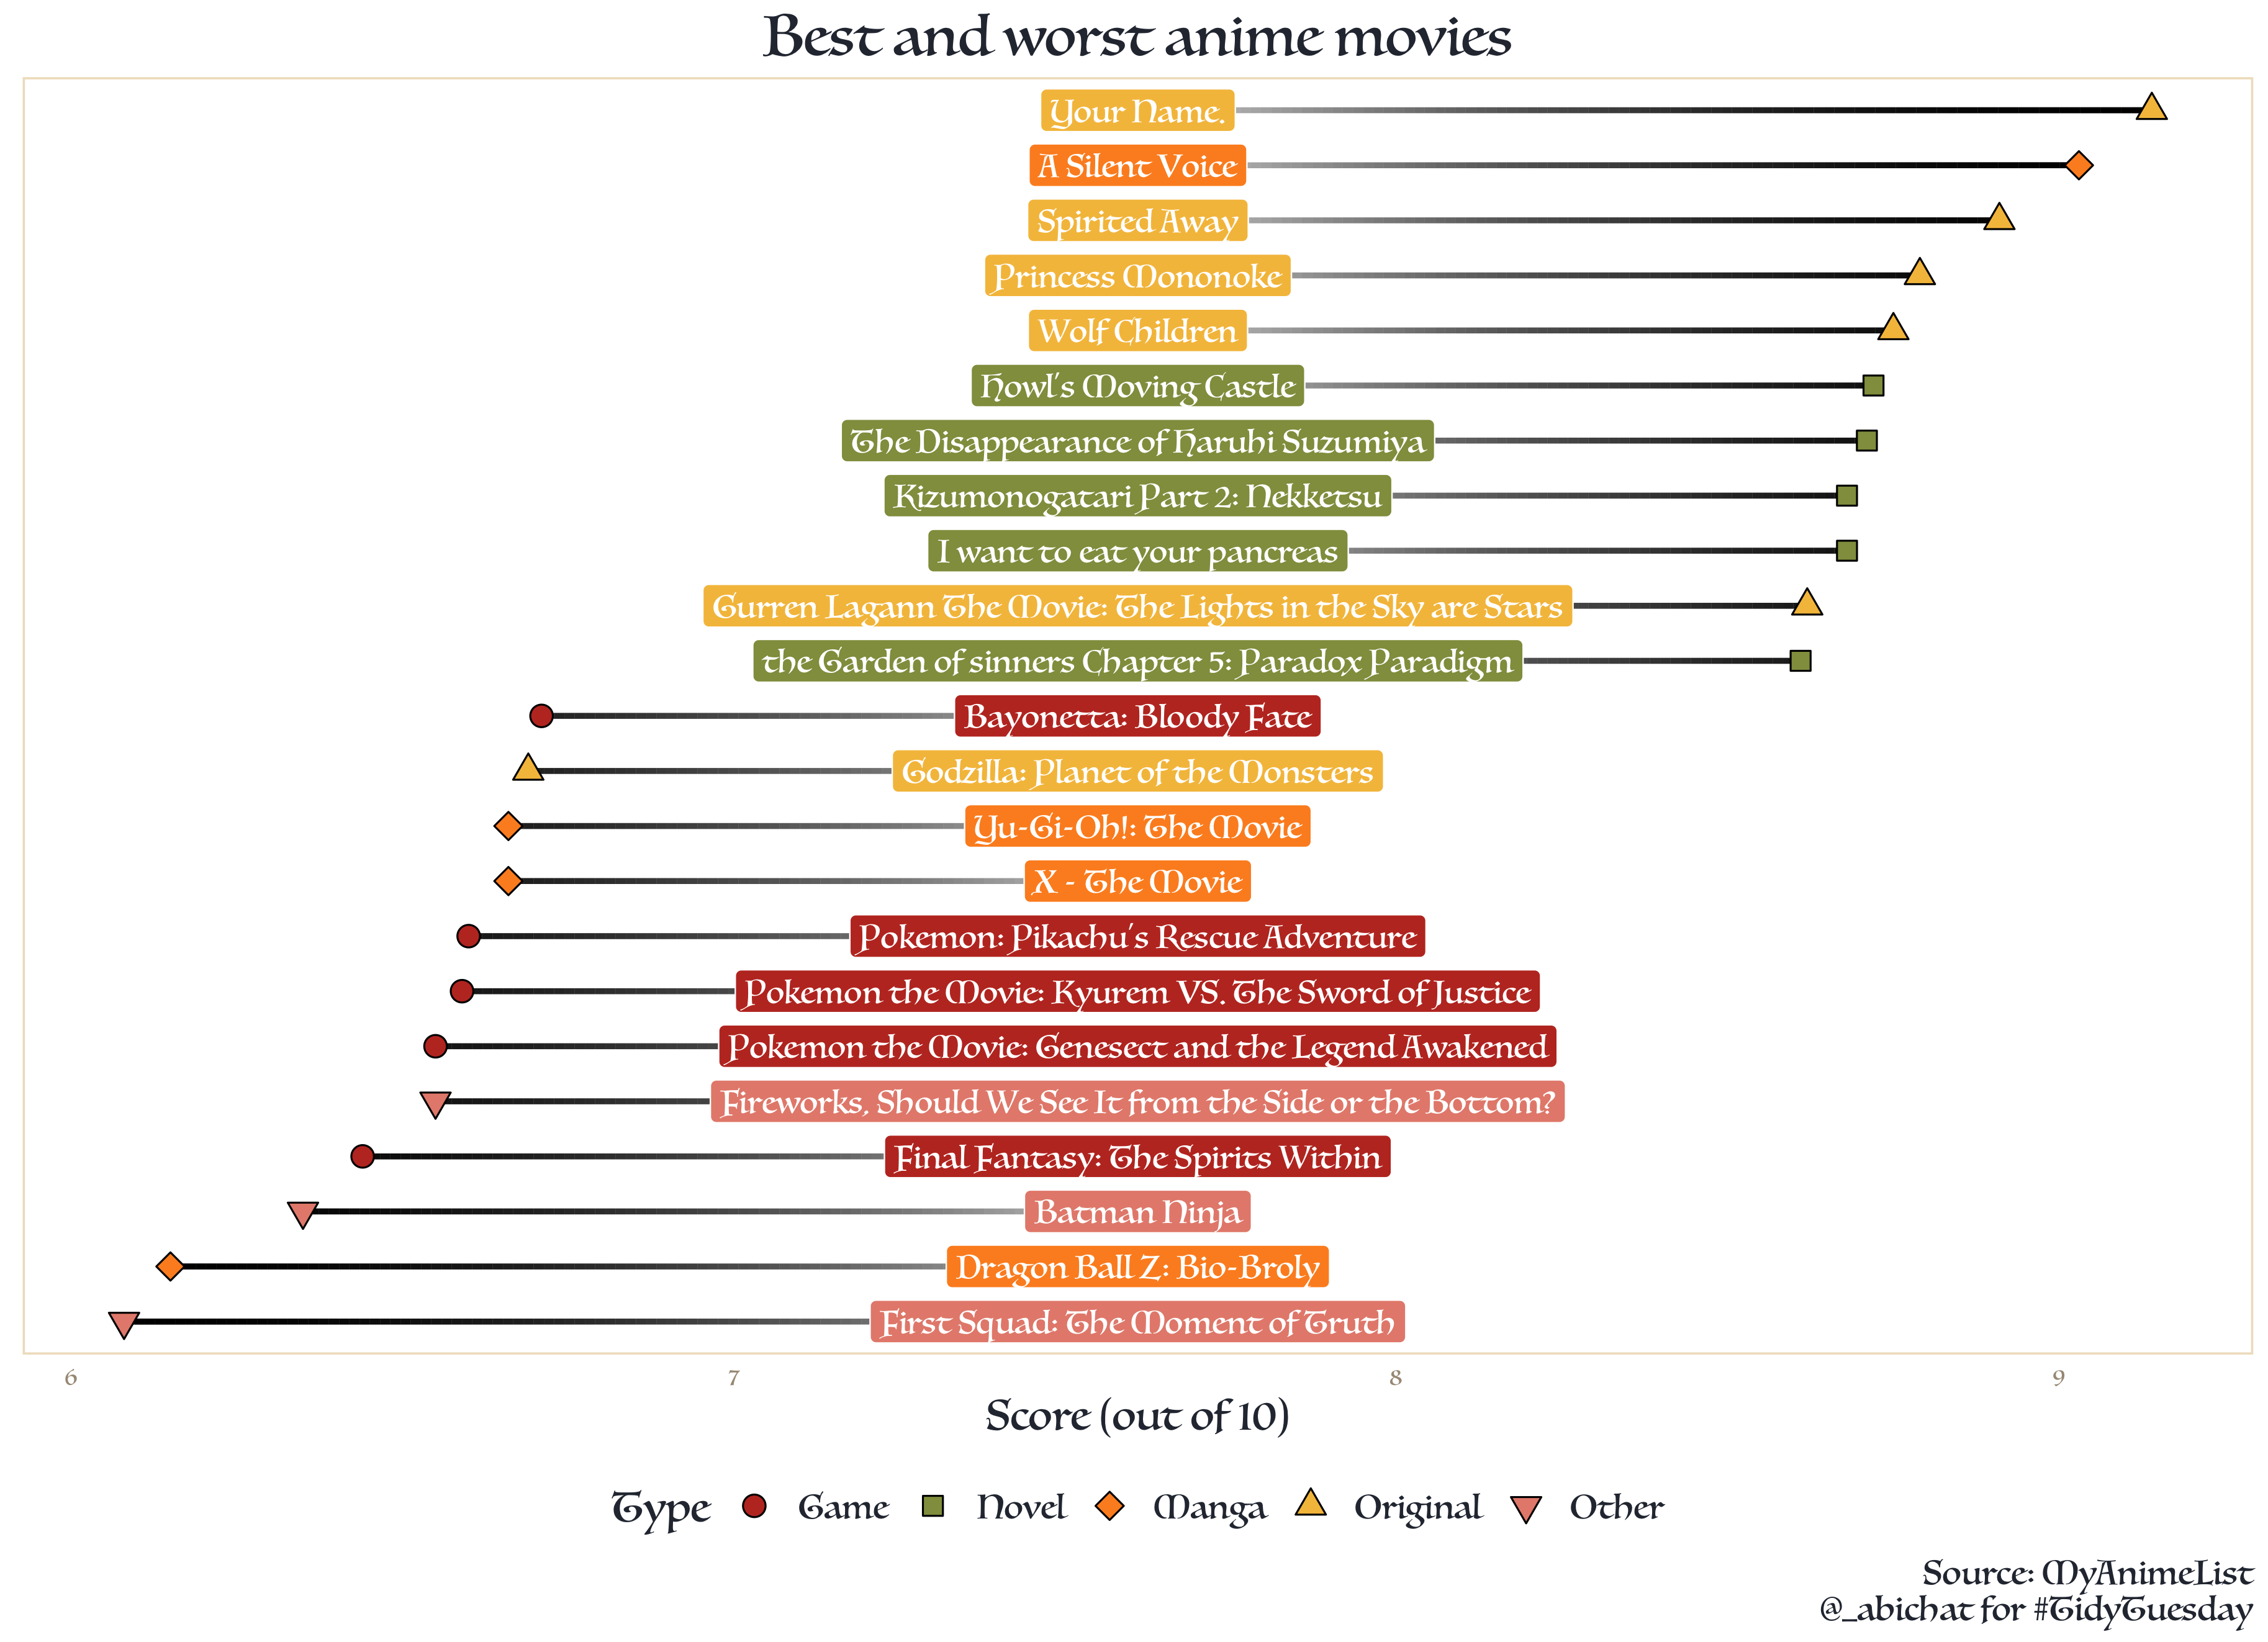 Best and worst anime movies
Your Name.
A Silent Voice
Spirited Away
Princess Mononoke
Wolf Children
Howl's Moving Castle
The Disappearance of Haruhi Suzumiya
Kizumonogatari Part 2: Nekketsu
I want to eat your pancreas
Gurren Lagann The Movie: The Lights in the Sky are Stars
the Garden of sinners Chapter 5: Paradox Paradigm
Bayonetta: Bloody Fate
Godzilla: Planet of the Monsters
Yu-Gi-Oh!: The Movie
X - The Movie
Pokemon: Pikachu's Rescue Adventure
Pokemon the Movie: Kyurem VS. The Sword of Justice
Pokemon the Movie: Genesect and the Legend Awakened
Fireworks, Should We See It from the Side or the Bottom?
Final Fantasy: The Spirits Within
Batman Ninja
Dragon Ball Z: Bio-Broly
First Squad: The Moment of Truth
6 7 8 9
Score (out of 10)
Type Game Novel Manga Original Other
Source: MyAnimeList
@_abichat for #TidyTuesday